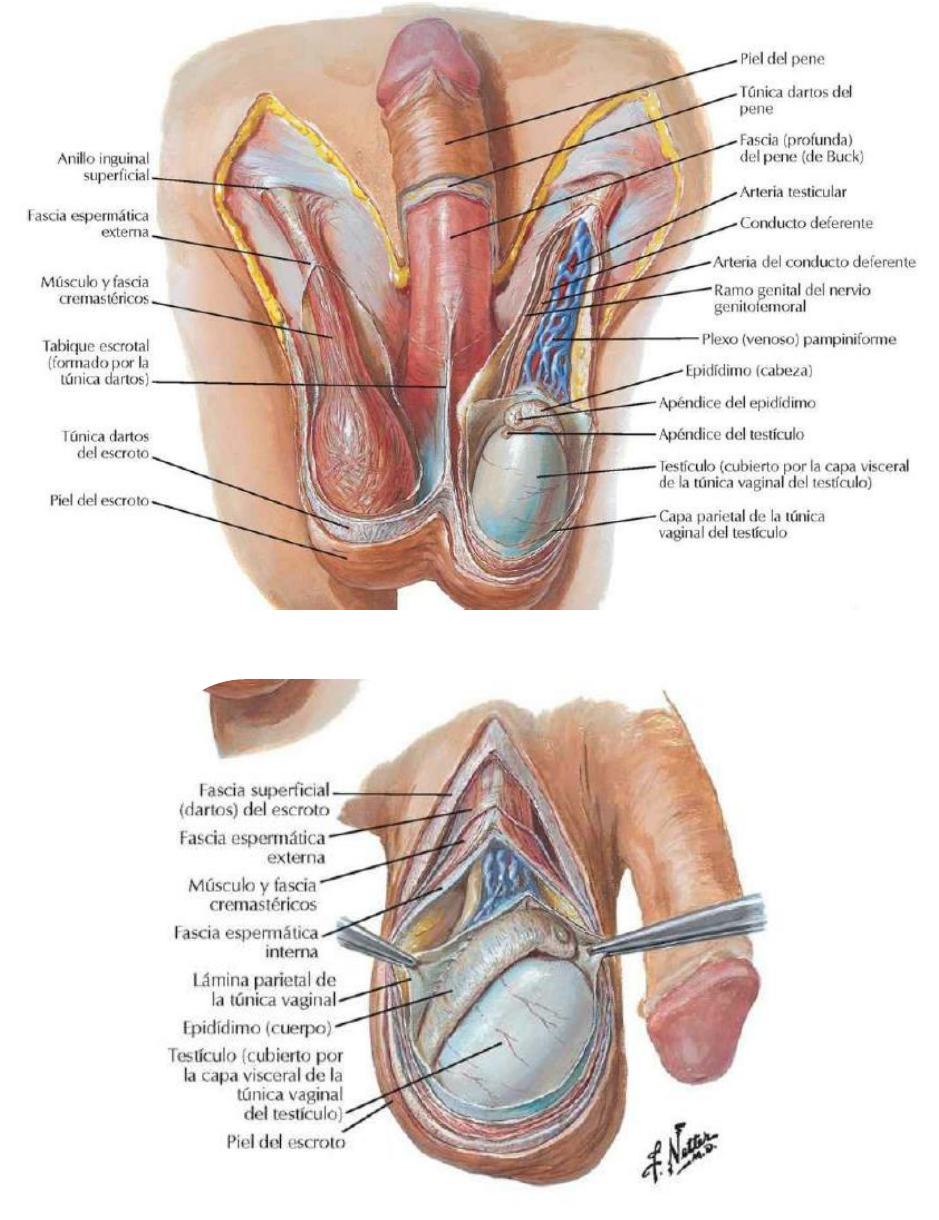 Piel del pene
Túnica dartos del
pene
Fascia (profunda)
del pene (de Buck)
Arteria testicular
Conducto deferente
Arteria del conducto deferente
Ramo genital del nervio
genitofemoral
Plexo (venoso) pampiniforme
Epidídimo (cabeza)
Apéndice del epidídimo
Apéndice del testículo
Testículo (cubierto por la capa visceral
de la túnica vaginal del testículo)
Capa parietal de la túnica
vaginal del testículo
Anillo inguinal
superficial
Fascia espermática
externa
Músculo y fascia
cremastéricos
Tabique escrotal
(formado por la
túnica dartos)
Túnica dartos
del escroto
Piel del escroto
Fascia superficial
(dartos) del escroto
Fascia espermática
externa
Músculo y fascia
cremastéricos
Fascia espermática
interna
Lámina parietal de
la túnica vaginal
Epidídimo (cuerpo)
Testículo (cubierto por
la capa visceral de la
túnica vaginal
del testículo)
Piel del escroto
F. Netter
M.D.